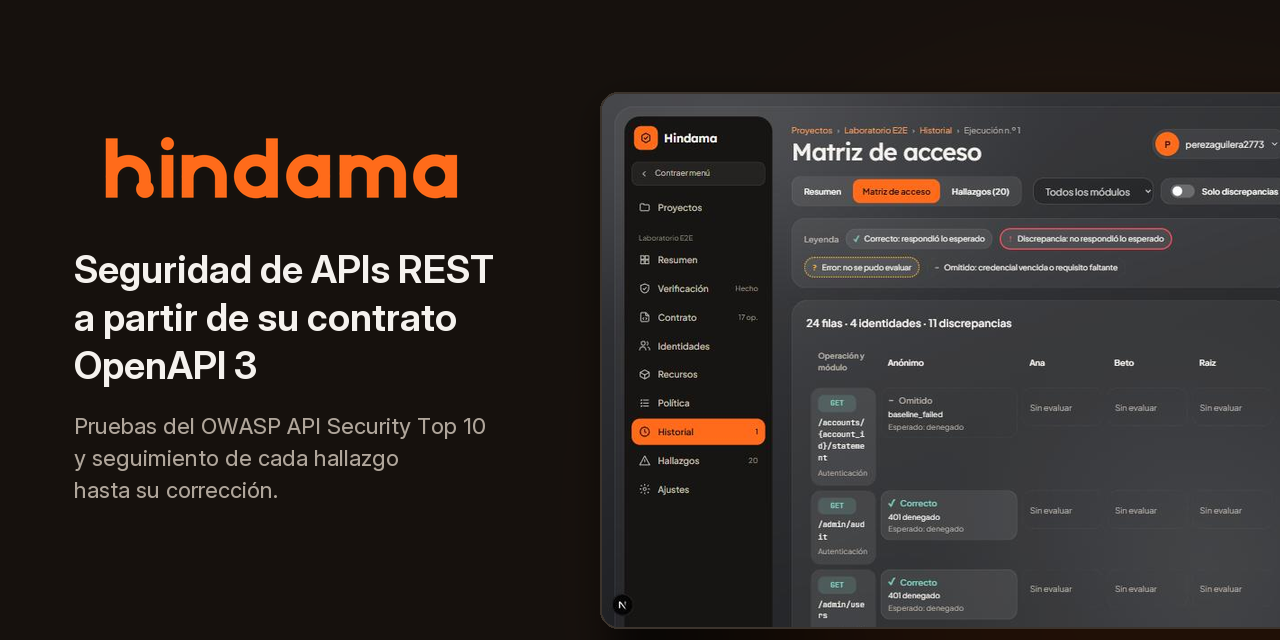 hindama
Seguridad de APIs REST
a partir de su contrato
OpenAPI 3
Pruebas del OWASP API Security Top 10
y seguimiento de cada hallazgo
hasta su corrección.
Hindama
Contraer menú
Proyectos
Laboratorio E2E
Resumen
Verificación Hecho
Contrato 17 op.
Identidades
Recursos
Política
Historial 1
Hallazgos 20
Ajustes
N
Proyectos › Laboratorio E2E › Historial › Ejecución n.º 1
Matriz de acceso
P perezaguilera2773
Resumen Matriz de acceso Hallazgos (20) Todos los módulos Solo discrepancias
Leyenda ✓ Correcto: respondió lo esperado ! Discrepancia: no respondió lo esperado
? Error: no se pudo evaluar – Omitido: credencial vencida o requisito faltante
24 filas · 4 identidades · 11 discrepancias
Operación y
módulo
Anónimo Ana Beto Raiz
GET
/accounts/
{account_i
d}/stateme
nt
Autenticación
– Omitido
baseline_failed
Esperado: denegado
Sin evaluar Sin evaluar Sin evaluar
GET
/admin/aud
it
Autenticación
✓ Correcto
401 denegado
Esperado: denegado
Sin evaluar Sin evaluar Sin evaluar
GET
/admin/use
rs
✓ Correcto
401 denegado
Esperado: denegado
Sin evaluar Sin evaluar Sin evaluar